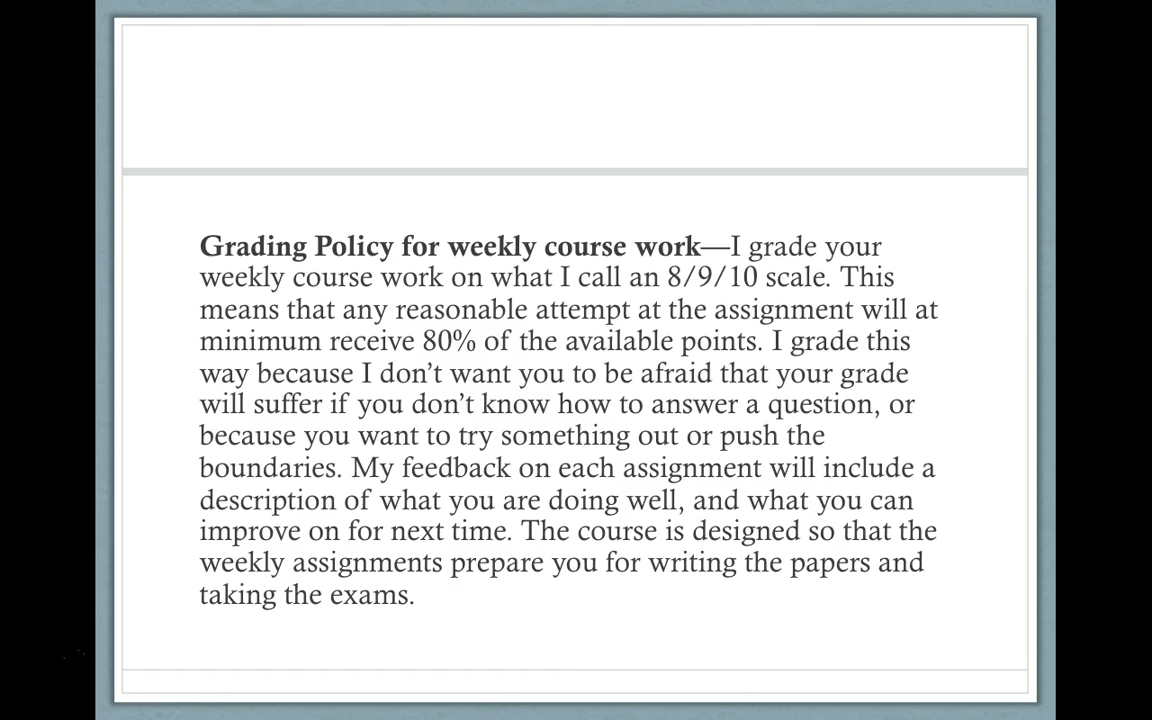 Grading Policy for weekly course work—I grade your
weekly course work on what I call an 8/9/10 scale. This
means that any reasonable attempt at the assignment will at
minimum receive 80% of the available points. I grade this
way because I don’t want you to be afraid that your grade
will suffer if you don’t know how to answer a question, or
because you want to try something out or push the
boundaries. My feedback on each assignment will include a
description of what you are doing well, and what you can
improve on for next time. The course is designed so that the
weekly assignments prepare you for writing the papers and
taking the exams.